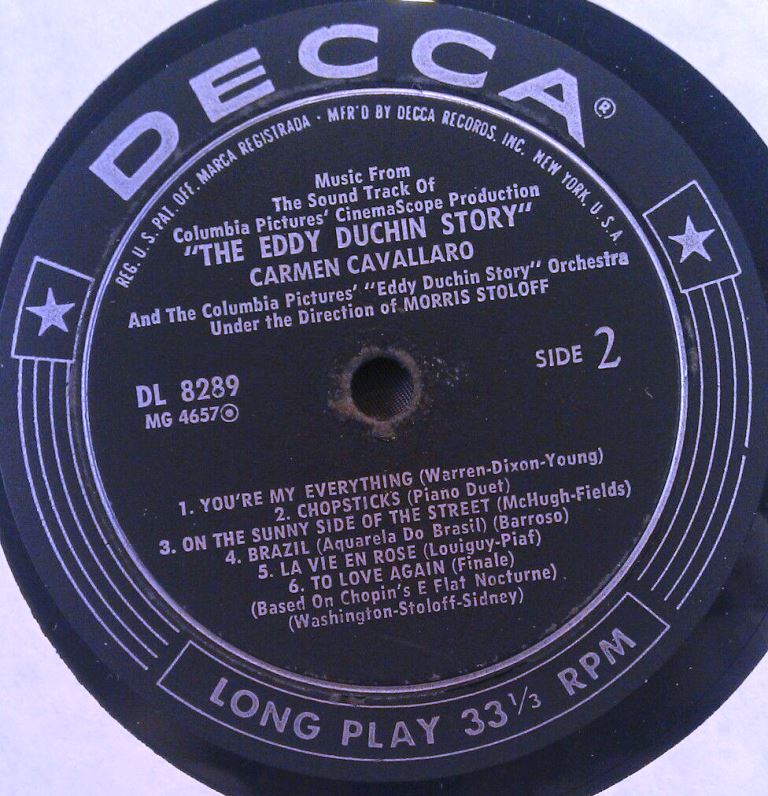 DECCA®
REG. U. S. PAT. OFF. MARCA REGISTRADA · MFR'D BY DECCA RECORDS, INC. NEW YORK, U. S. A.
Music From
The Sound Track Of
Columbia Pictures' CinemaScope Production
"THE EDDY DUCHIN STORY"
CARMEN CAVALLARO
And The Columbia Pictures' "Eddy Duchin Story" Orchestra
Under the Direction of MORRIS STOLOFF
SIDE 2
DL 8289
MG 4657
1. YOU'RE MY EVERYTHING (Warren-Dixon-Young)
2. CHOPSTICKS (Piano Duet)
3. ON THE SUNNY SIDE OF THE STREET (McHugh-Fields)
4. BRAZIL (Aquarela Do Brasil) (Barroso)
5. LA VIE EN ROSE (Louiguy-Piaf)
6. TO LOVE AGAIN (Finale)
(Based On Chopin's E Flat Nocturne)
(Washington-Stoloff-Sidney)
LONG PLAY 33 1/3 RPM